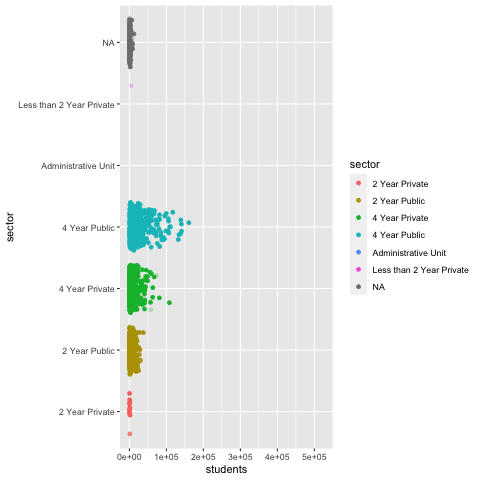 NA
Less than 2 Year Private
Administrative Unit
4 Year Public
4 Year Private
2 Year Public
2 Year Private
sector
0e+00 1e+05 2e+05 3e+05 4e+05 5e+05
students
sector
2 Year Private
2 Year Public
4 Year Private
4 Year Public
Administrative Unit
Less than 2 Year Private
NA